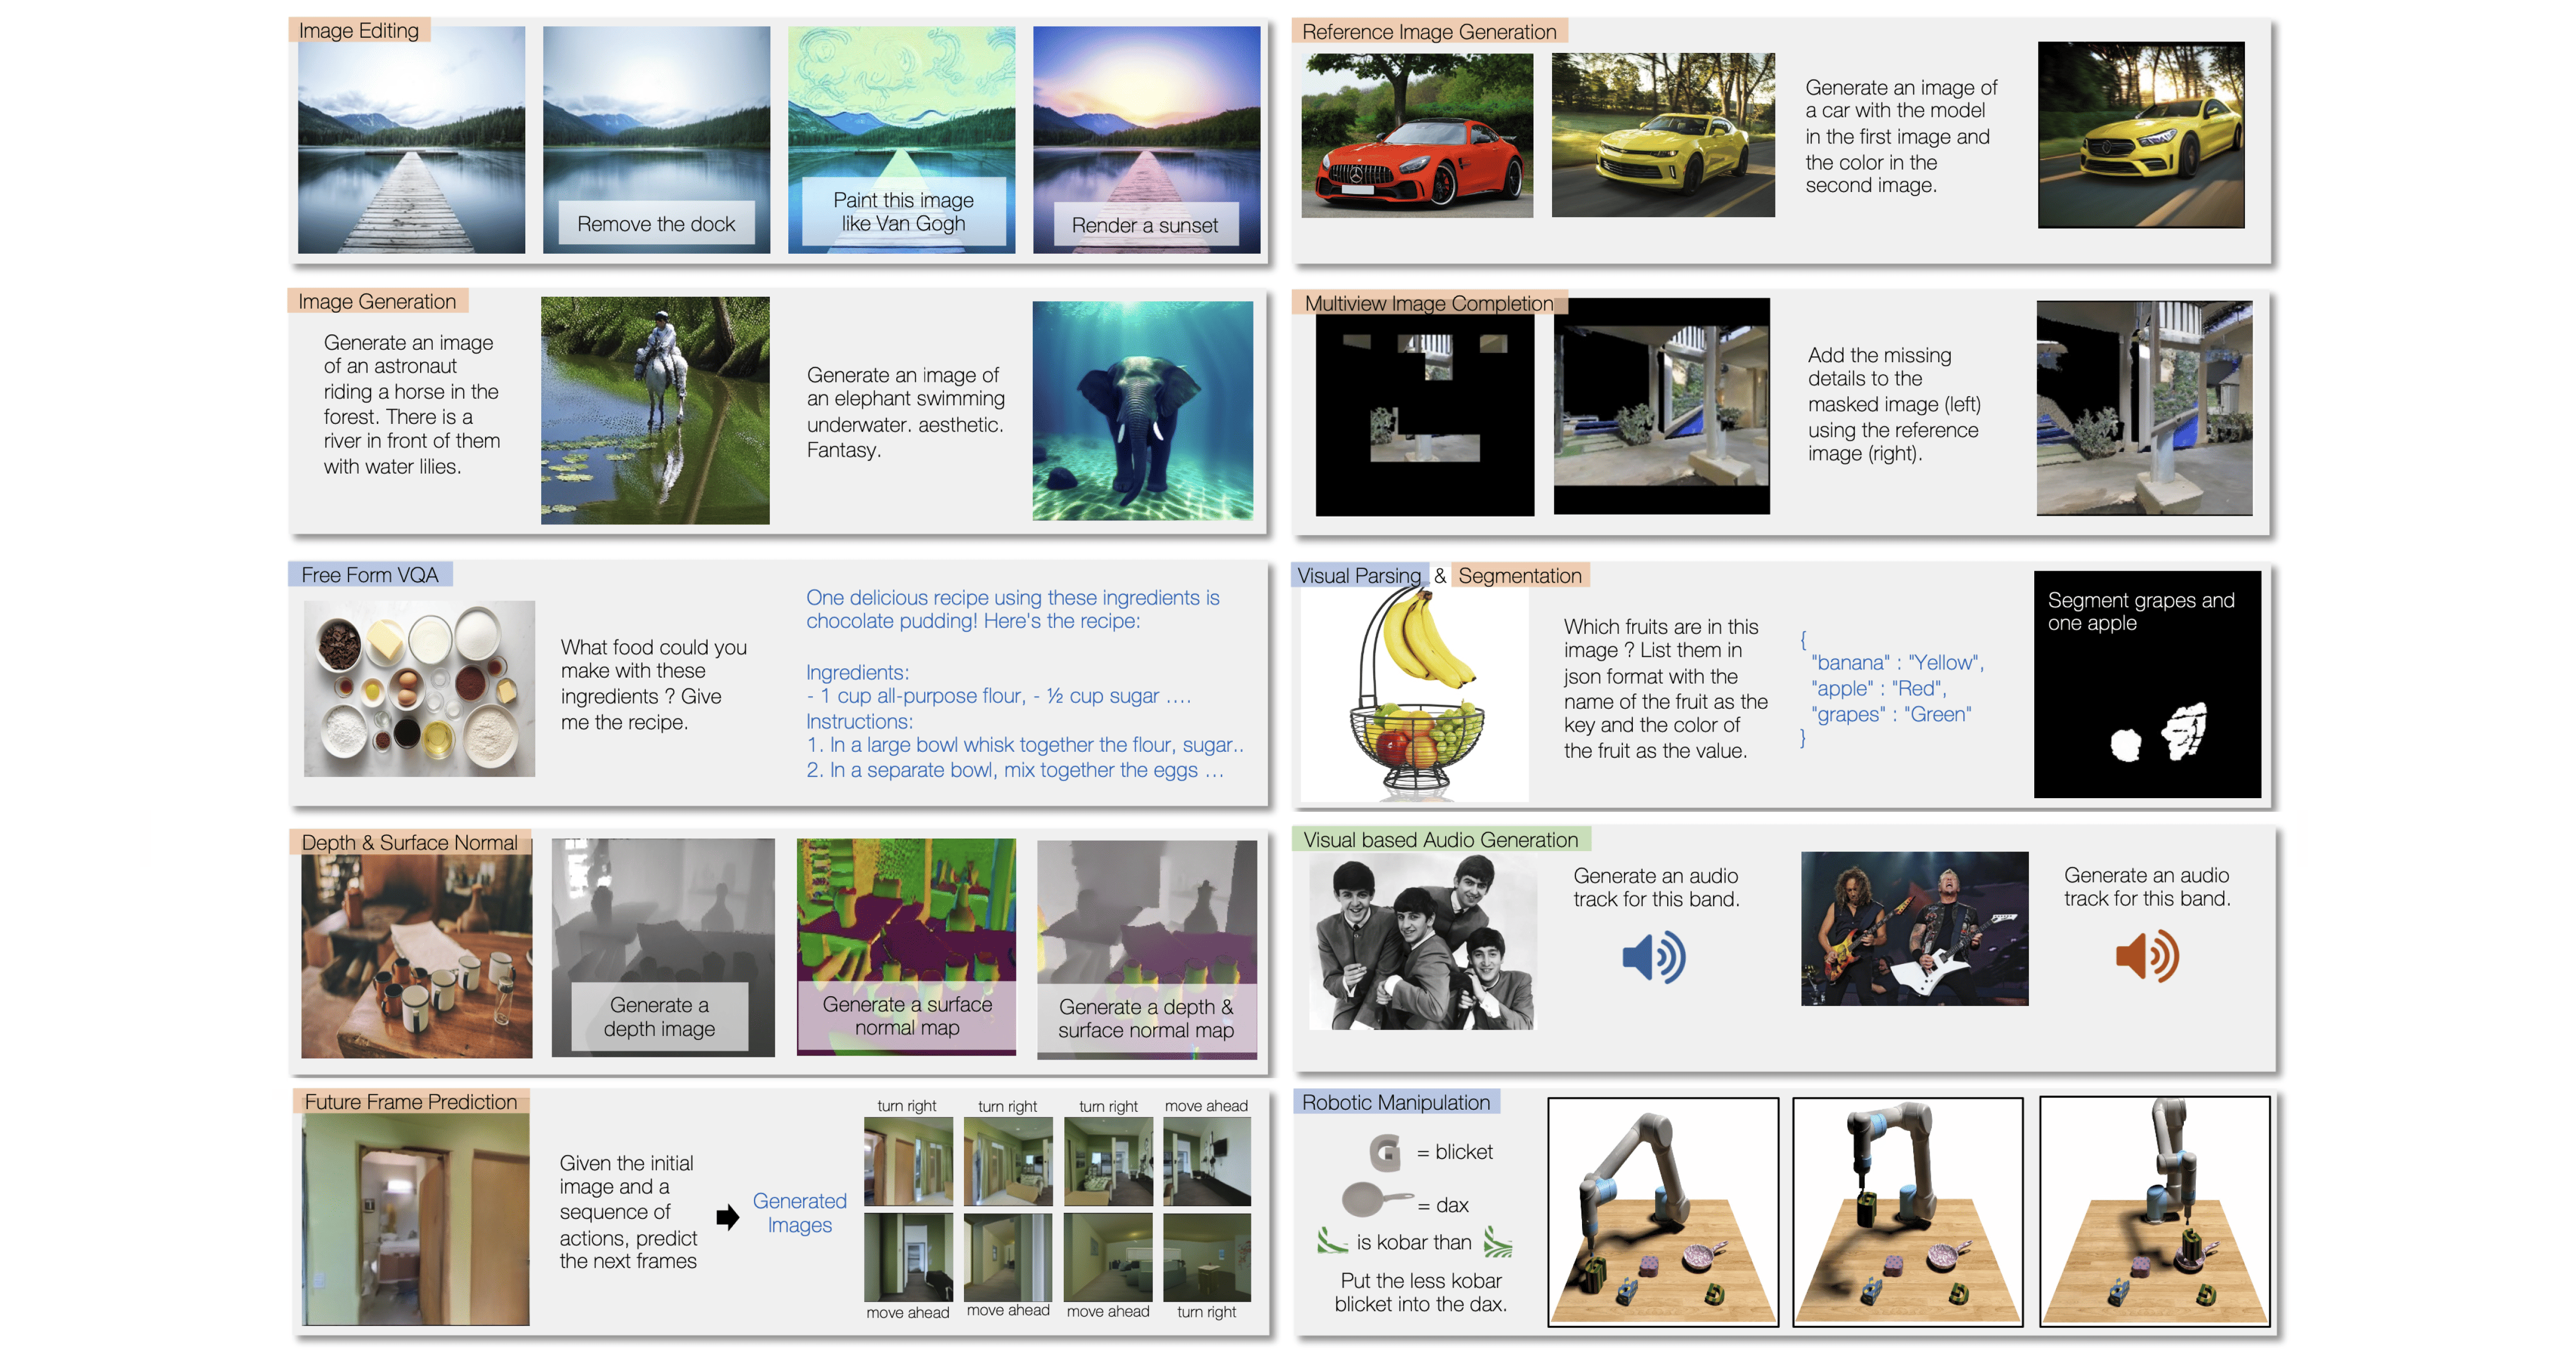 Image Editing
Remove the dock
Paint this image
like Van Gogh
Render a sunset
Reference Image Generation
Generate an image of
a car with the model
in the first image and
the color in the
second image.
Image Generation
Generate an image
of an astronaut
riding a horse in the
forest. There is a
river in front of them
with water lilies.
Generate an image of
an elephant swimming
underwater. aesthetic.
Fantasy.
Multiview Image Completion
Add the missing
details to the
masked image (left)
using the reference
image (right).
Free Form VQA
What food could you
make with these
ingredients ? Give
me the recipe.
One delicious recipe using these ingredients is
chocolate pudding! Here's the recipe:
Ingredients:
- 1 cup all-purpose flour, - ½ cup sugar ....
Instructions:
1. In a large bowl whisk together the flour, sugar..
2. In a separate bowl, mix together the eggs ...
Visual Parsing & Segmentation
Which fruits are in this
image ? List them in
json format with the
name of the fruit as the
key and the color of
the fruit as the value.
{
"banana" : "Yellow",
"apple" : "Red",
"grapes" : "Green"
}
Segment grapes and
one apple
Depth & Surface Normal
Generate a
depth image
Generate a surface
normal map
Generate a depth &
surface normal map
Visual based Audio Generation
Generate an audio
track for this band.
Generate an audio
track for this band.
Future Frame Prediction
Given the initial
image and a
sequence of
actions, predict
the next frames
Generated
Images
turn right turn right turn right move ahead
move ahead move ahead move ahead turn right
Robotic Manipulation
= blicket
= dax
is kobar than
Put the less kobar
blicket into the dax.